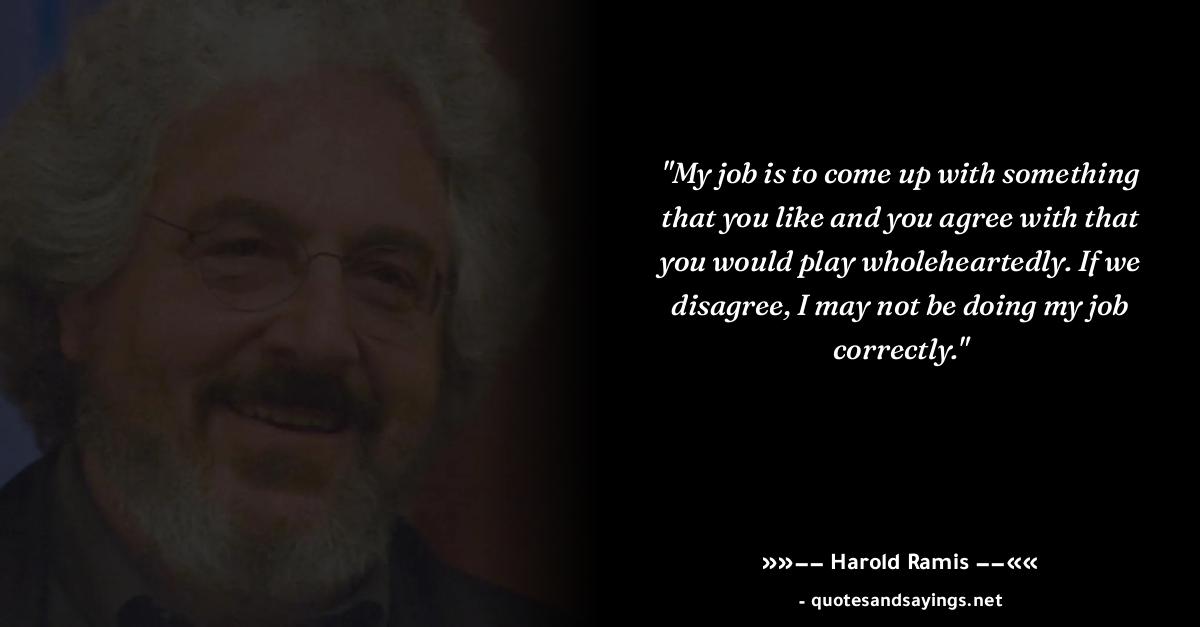 "My job is to come up with something
that you like and you agree with that
you would play wholeheartedly. If we
disagree, I may not be doing my job
correctly."
»»−− Harold Ramis −−««
- quotesandsayings.net